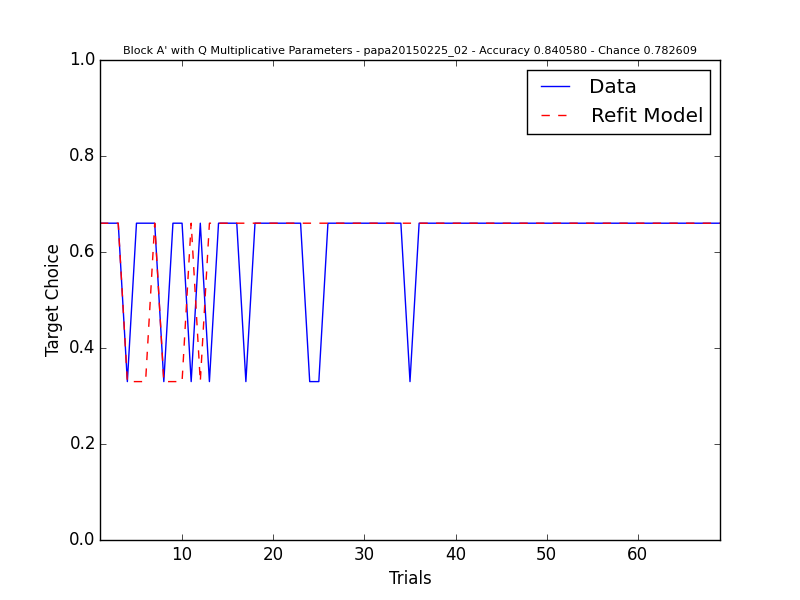 Block A' with Q Multiplicative Parameters - papa20150225_02 - Accuracy 0.840580 - Chance 0.782609
1.0
0.8
0.6
0.4
0.2
0.0
Target Choice
Data
Refit Model
10 20 30 40 50 60
Trials